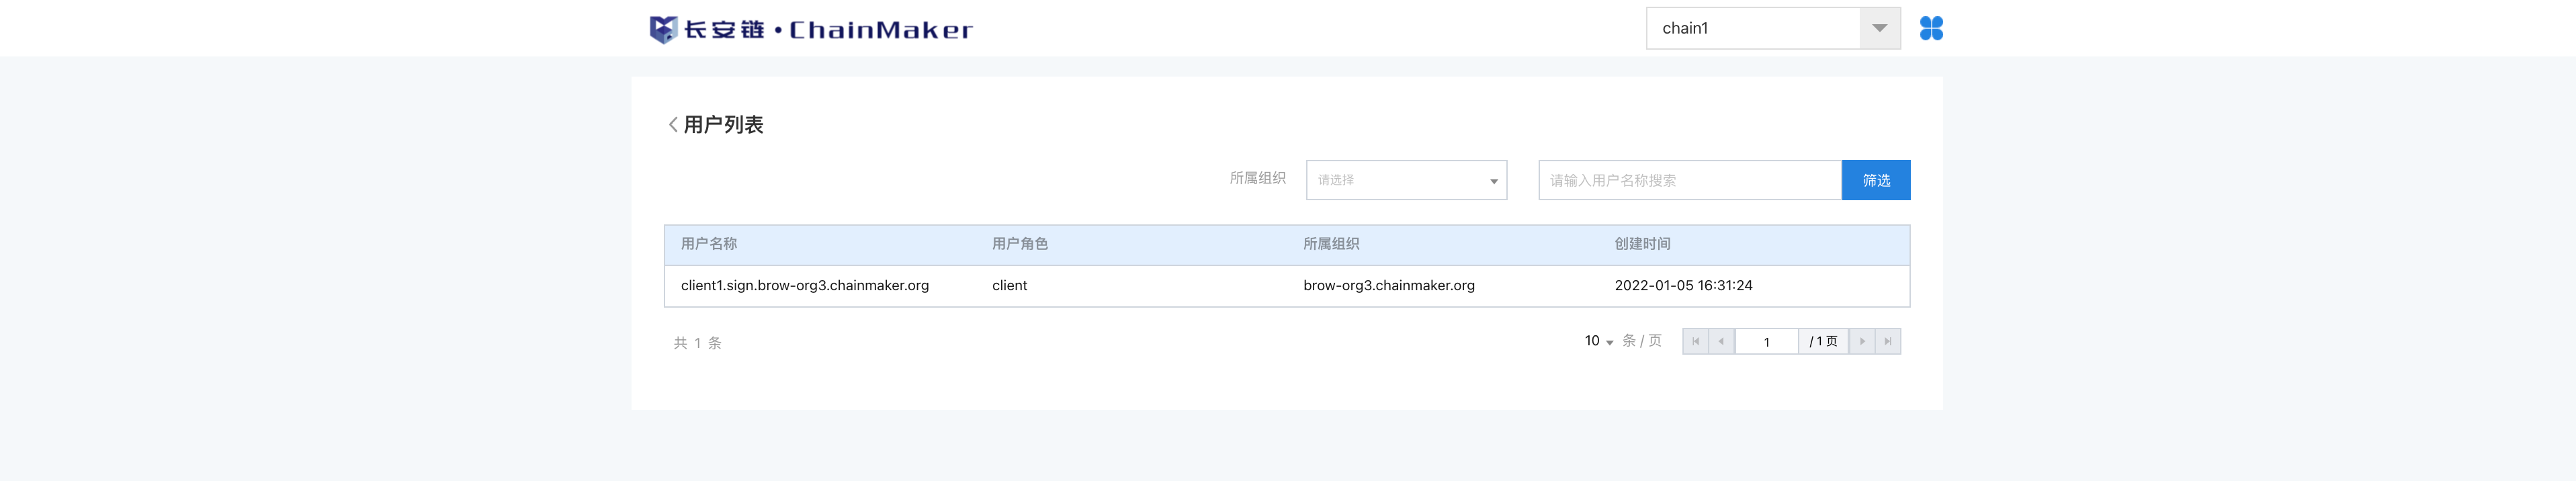 长安链·ChainMaker
chain1
用户列表
所属组织 请选择 请输入用户名称搜索 筛选
用户名称 用户角色 所属组织 创建时间
client1.sign.brow-org3.chainmaker.org client brow-org3.chainmaker.org 2022-01-05 16:31:24
共 1 条 10 条 / 页 1 / 1 页